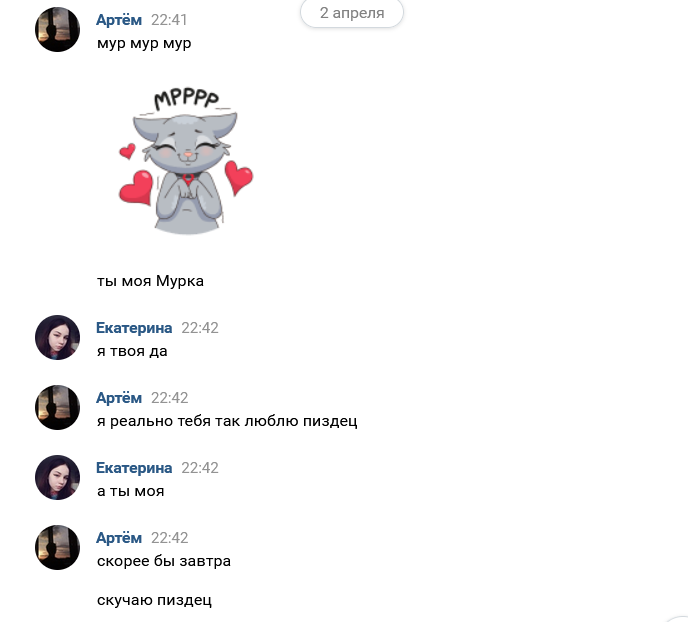 2 апреля
Артём 22:41
мур мур мур
МРРРР
ты моя Мурка
Екатерина 22:42
я твоя да
Артём 22:42
я реально тебя так люблю пиздец
Екатерина 22:42
а ты моя
Артём 22:42
скорее бы завтра
скучаю пиздец